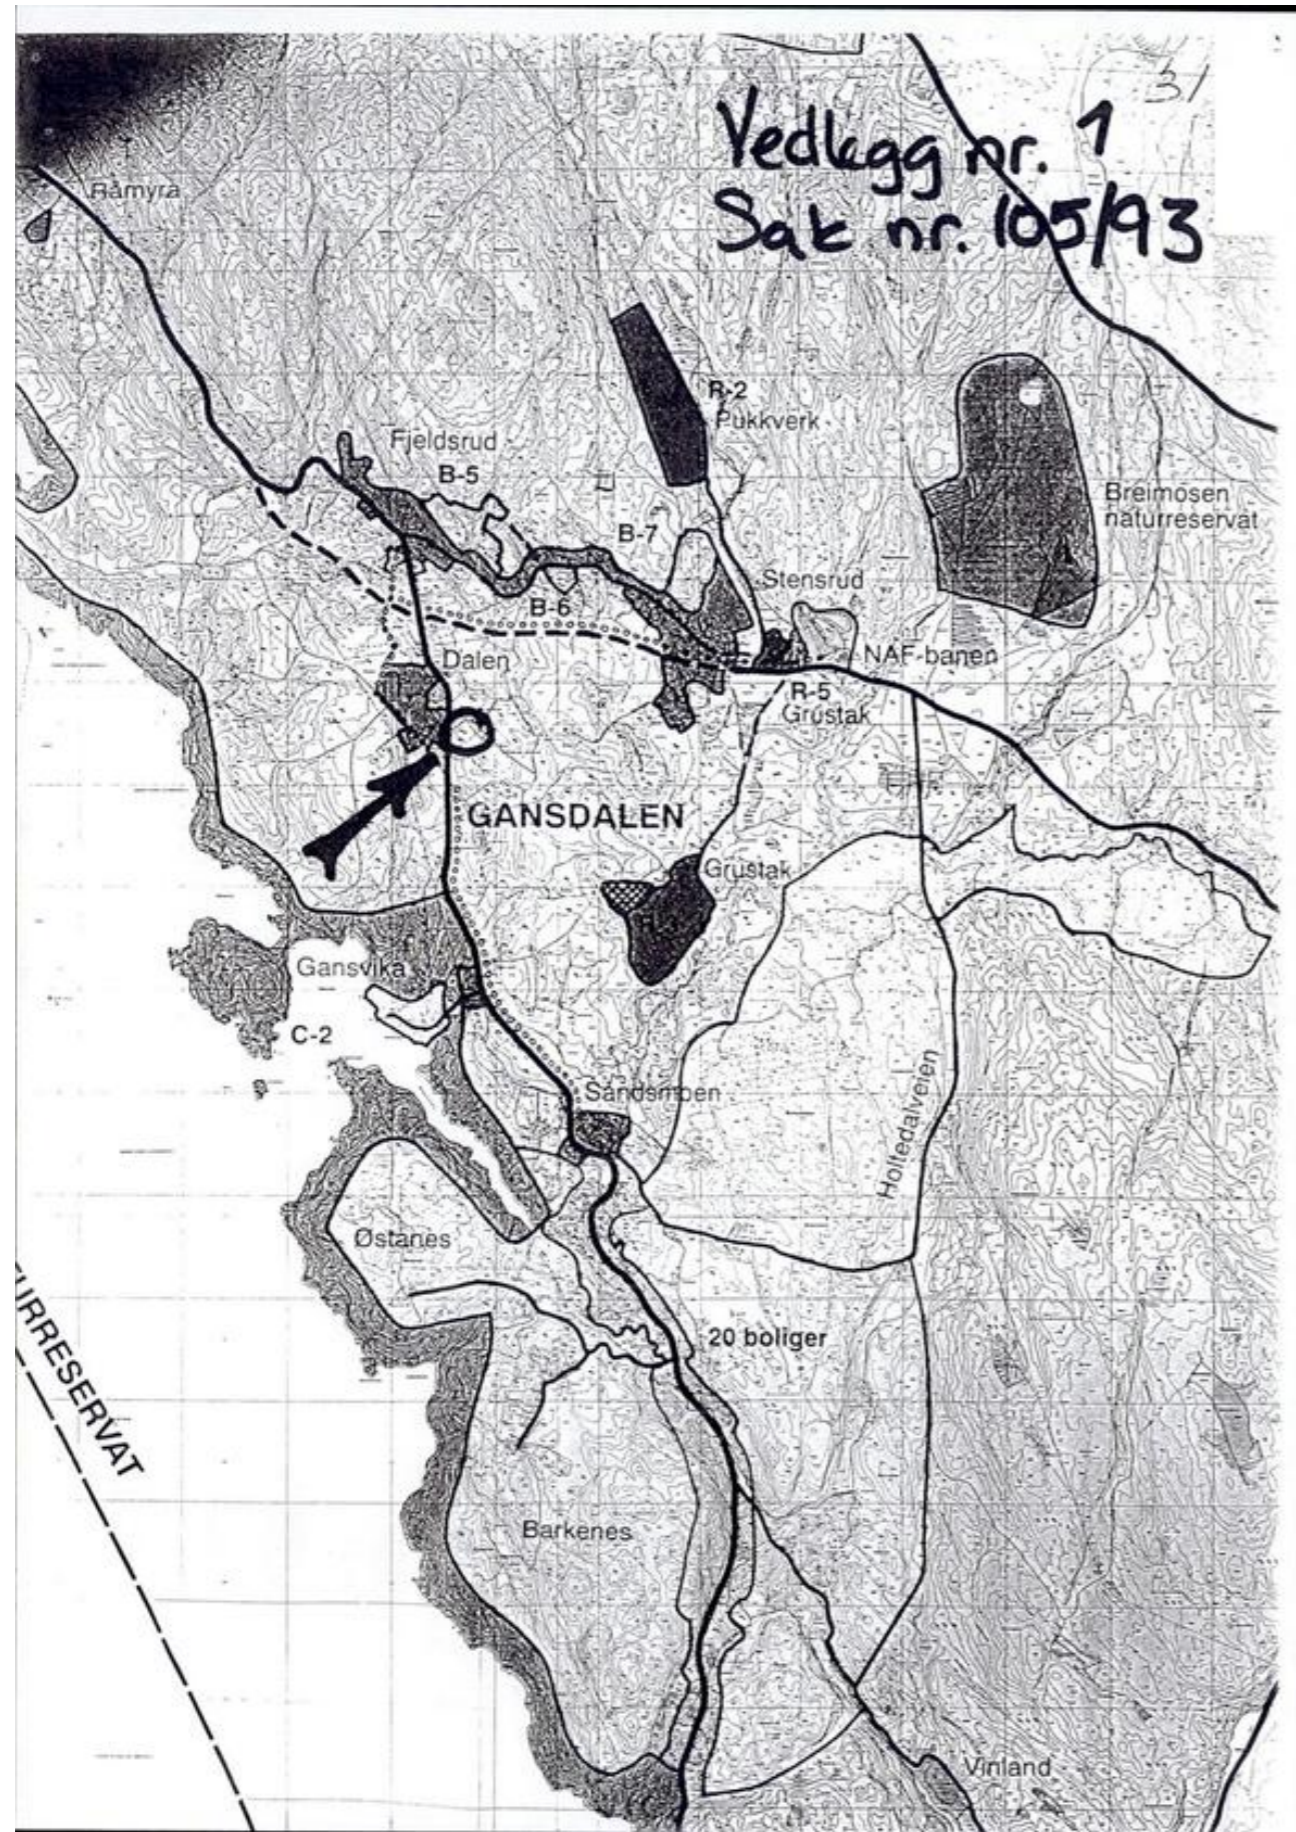 31
Vedlegg nr. 1
Sak nr. 105/93
Råmyra
R-2
Pukkverk
Fjeldsrud
B-5
Breimosen
naturreservat
B-7
Stensrud
B-6
Dalen
NAF-banen
R-5
Grustak
GANSDALEN
Grustak
Gansvika
C-2
Sandsmoen
Holtedalveien
Østanes
URRESERVAT
20 boliger
Barkenes
Vinland